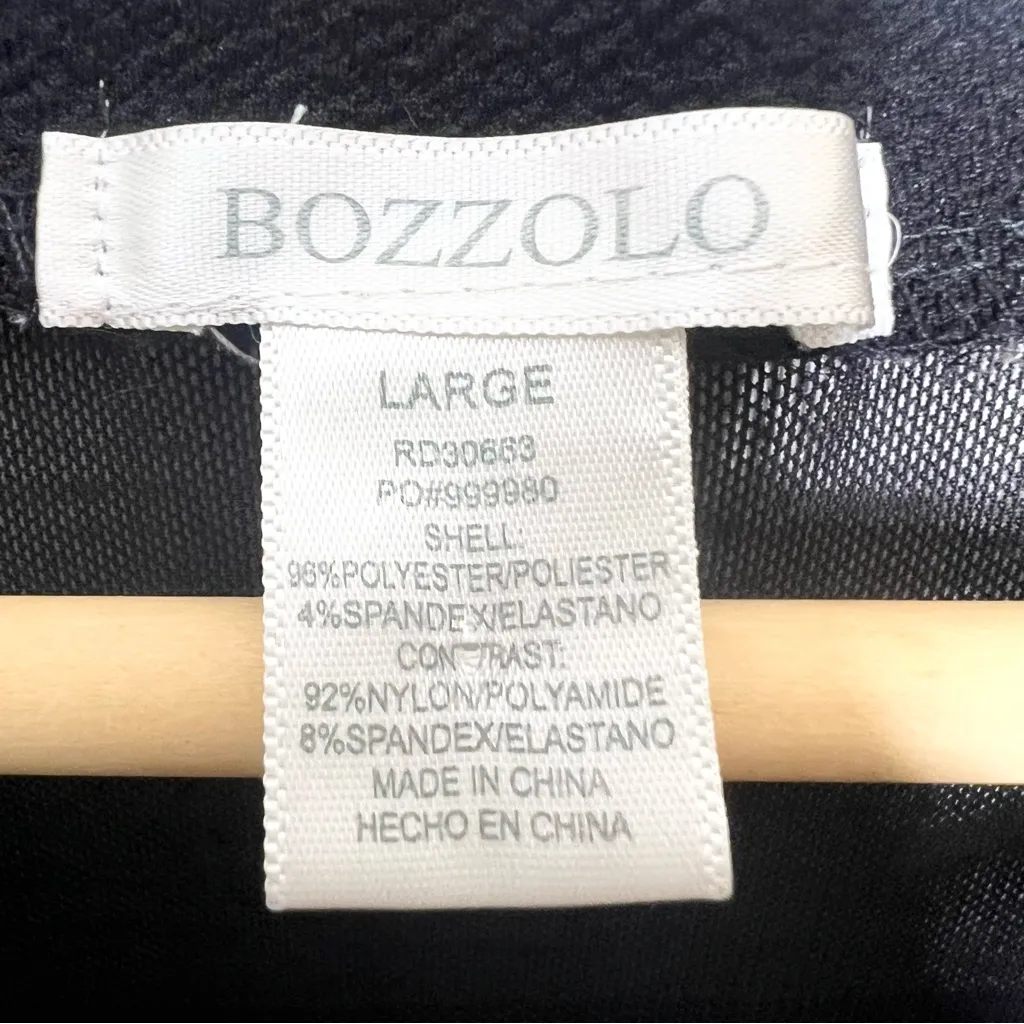 BOZZOLO
LARGE
RD30663
PO#999980
SHELL:
96%POLYESTER/POLIESTER
4%SPANDEX/ELASTANO
CONTRAST:
92%NYLON/POLYAMIDE
8%SPANDEX/ELASTANO
MADE IN CHINA
HECHO EN CHINA